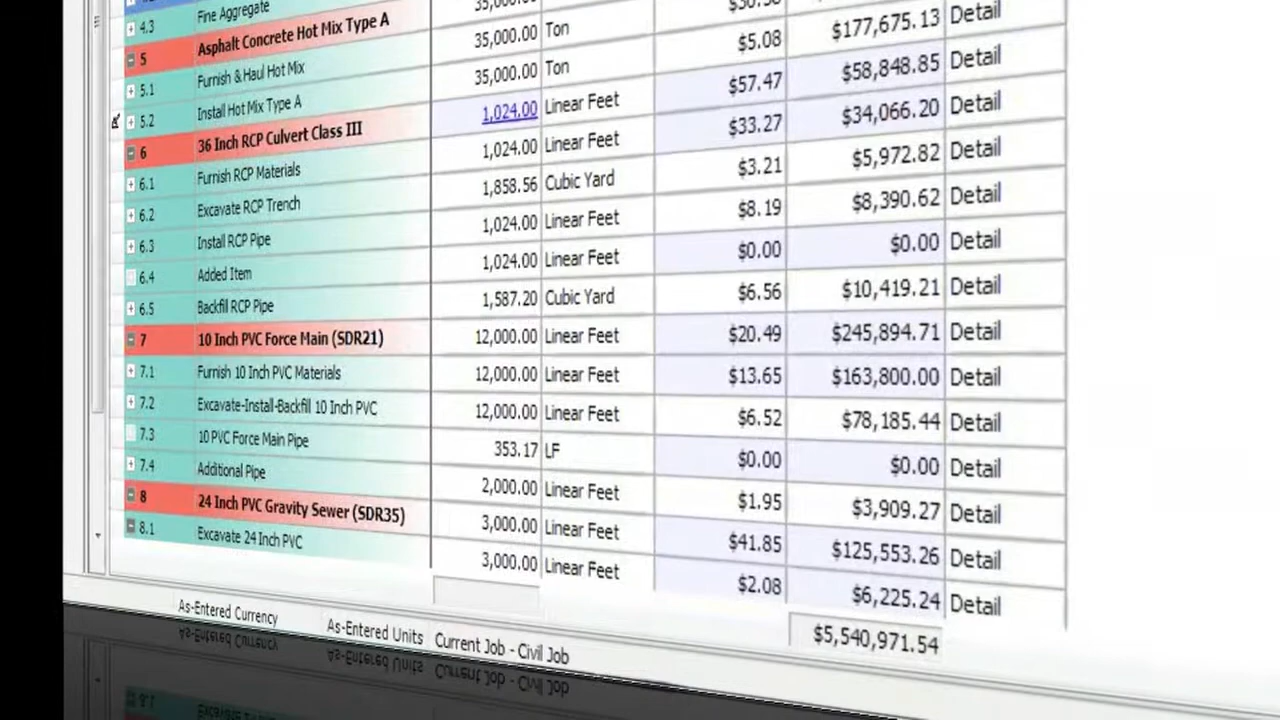 4.3 Fine Aggregate
5 Asphalt Concrete Hot Mix Type A
5.1 Furnish & Haul Hot Mix 35,000.00 Ton
5.2 Install Hot Mix Type A 35,000.00 Ton $5.08 $177,675.13 Detail
6 36 Inch RCP Culvert Class III 1,024.00 Linear Feet $57.47 $58,848.85 Detail
6.1 Furnish RCP Materials 1,024.00 Linear Feet $33.27 $34,066.20 Detail
6.2 Excavate RCP Trench 1,858.56 Cubic Yard $3.21 $5,972.82 Detail
6.3 Install RCP Pipe 1,024.00 Linear Feet $8.19 $8,390.62 Detail
6.4 Added Item 1,024.00 Linear Feet $0.00 $0.00 Detail
6.5 Backfill RCP Pipe 1,587.20 Cubic Yard $6.56 $10,419.21 Detail
7 10 Inch PVC Force Main (SDR21) 12,000.00 Linear Feet $20.49 $245,894.71 Detail
7.1 Furnish 10 Inch PVC Materials 12,000.00 Linear Feet $13.65 $163,800.00 Detail
7.2 Excavate-Install-Backfill 10 Inch PVC 12,000.00 Linear Feet $6.52 $78,185.44 Detail
7.3 10 PVC Force Main Pipe 353.17 LF $0.00 $0.00 Detail
7.4 Additional Pipe 2,000.00 Linear Feet $1.95 $3,909.27 Detail
8 24 Inch PVC Gravity Sewer (SDR35) 3,000.00 Linear Feet $41.85 $125,553.26 Detail
8.1 Excavate 24 Inch PVC 3,000.00 Linear Feet $2.08 $6,225.24 Detail
$5,540,971.54
As-Entered Currency As-Entered Units Current Job - Civil Job